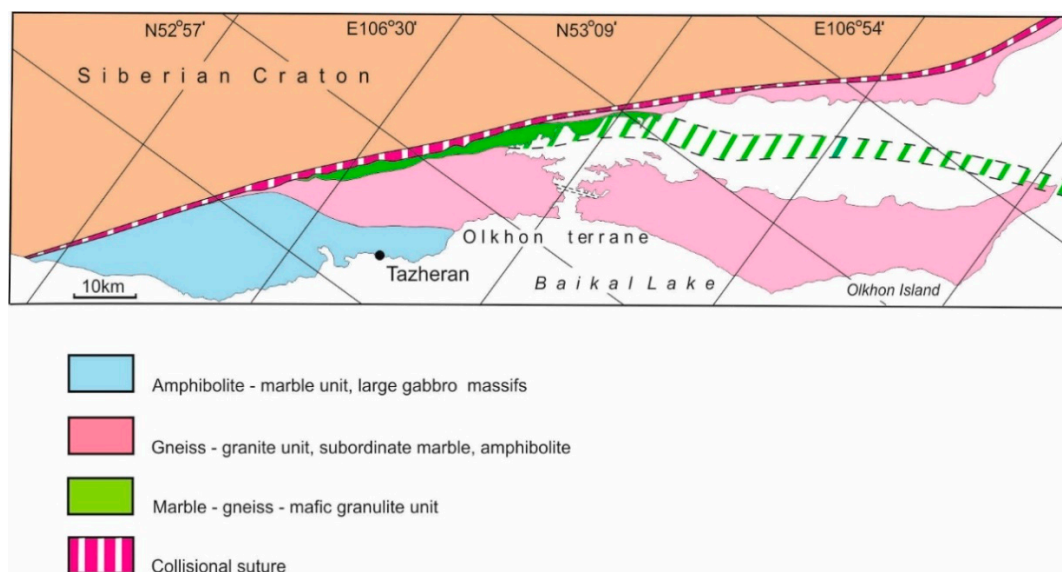 N52°57' E106°30' N53°09' E106°54'
Siberian Craton
Olkhon terrane
Tazheran
10km
Baikal Lake
Olkhon Island
Amphibolite - marble unit, large gabbro massifs
Gneiss - granite unit, subordinate marble, amphibolite
Marble - gneiss - mafic granulite unit
Collisional suture